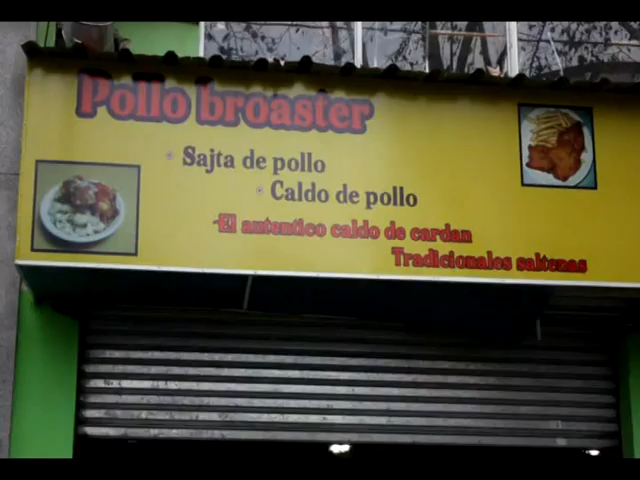 Pollo broaster
Sajta de pollo
Caldo de pollo
El autentico caldo de cardan
Tradicionales salteñas